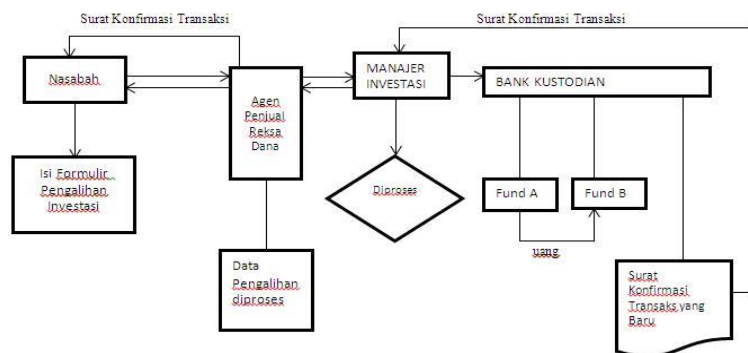 Surat Konfirmasi Transaksi
Surat Konfirmasi Transaksi
Nasabah
Agen
Penjual
Reksa
Dana
MANAJER
INVESTASI
BANK KUSTODIAN
Isi Formulir
Pengalihan
Investasi
Diproses
Fund A
Fund B
uang
Data
Pengalihan
diproses
Surat
Konfirmasi
Transaks yang
Baru